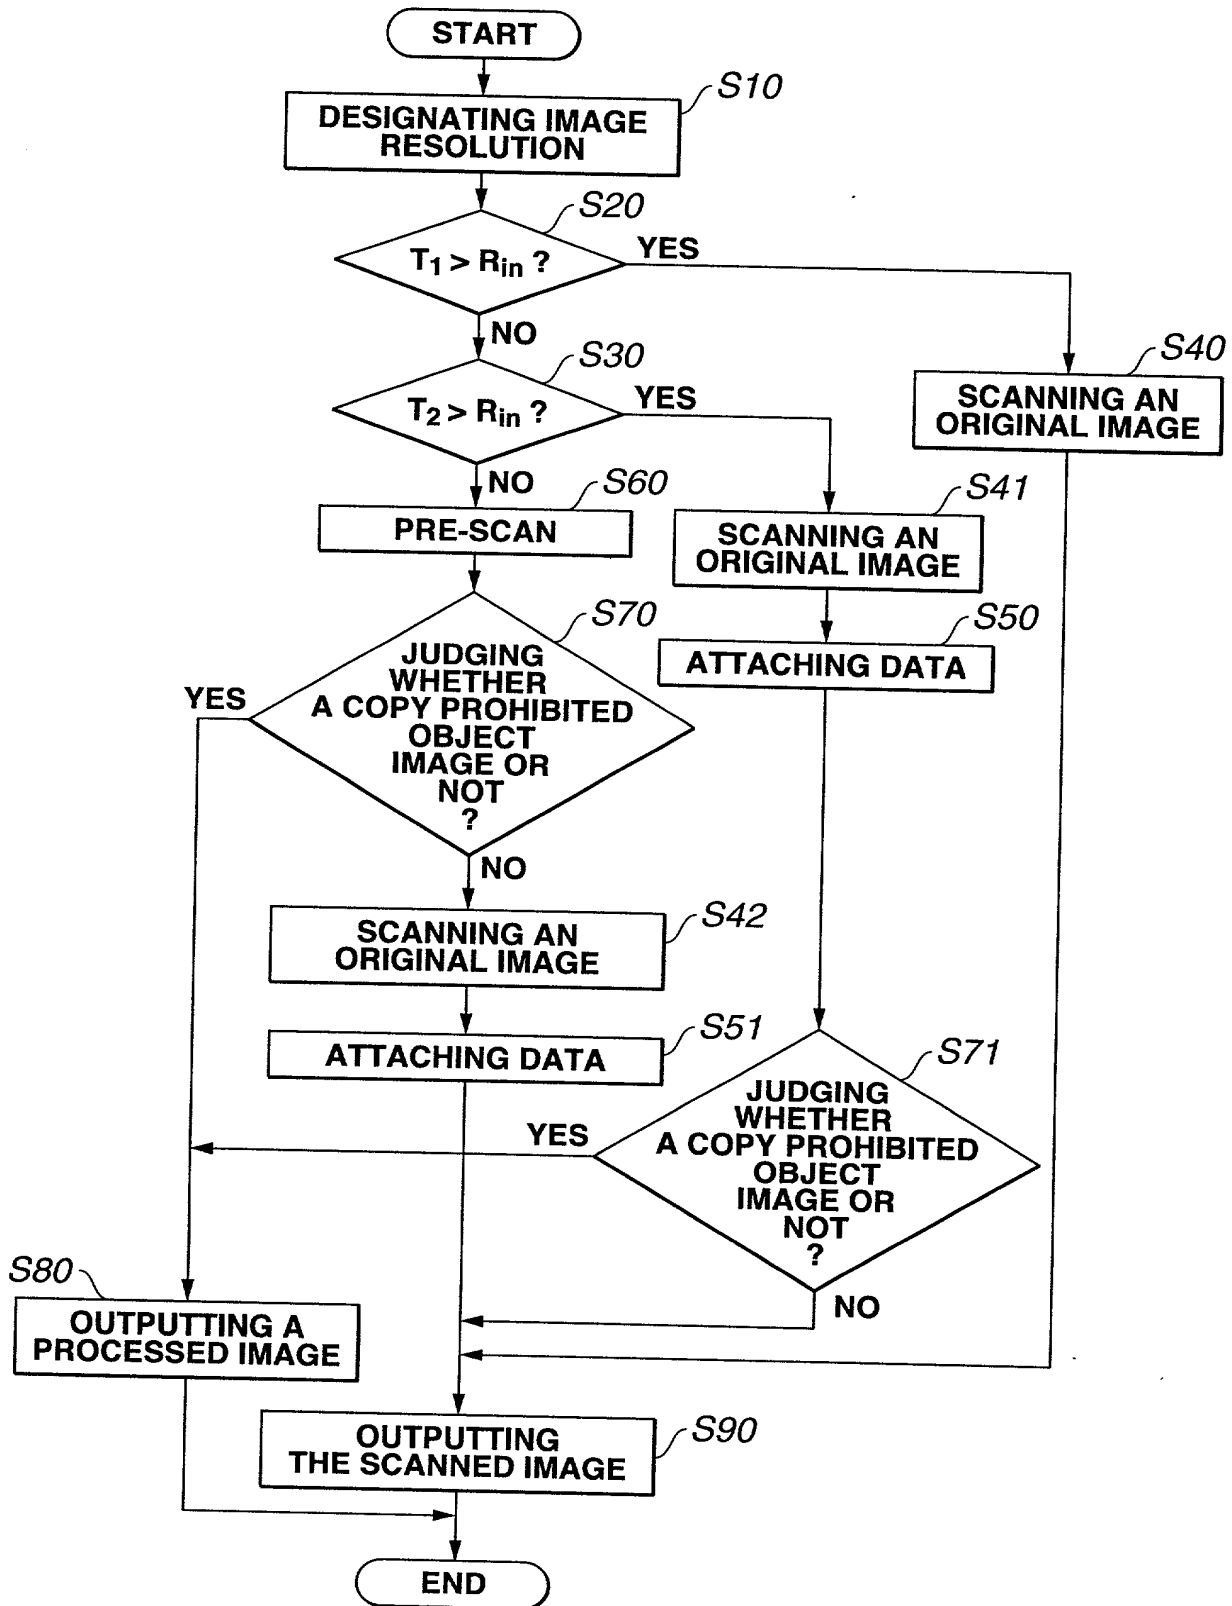 START
S10
DESIGNATING IMAGE
RESOLUTION
S20
T1 > Rin ?
YES
NO
S30
T2 > Rin ?
YES
NO
S40
SCANNING AN
ORIGINAL IMAGE
S60
PRE-SCAN
S41
SCANNING AN
ORIGINAL IMAGE
S50
ATTACHING DATA
S70
JUDGING
WHETHER
A COPY PROHIBITED
OBJECT
IMAGE OR
NOT
?
YES
NO
S42
SCANNING AN
ORIGINAL IMAGE
S51
ATTACHING DATA
S71
JUDGING
WHETHER
A COPY PROHIBITED
OBJECT
IMAGE OR
NOT
?
YES
NO
S80
OUTPUTTING A
PROCESSED IMAGE
S90
OUTPUTTING
THE SCANNED IMAGE
END